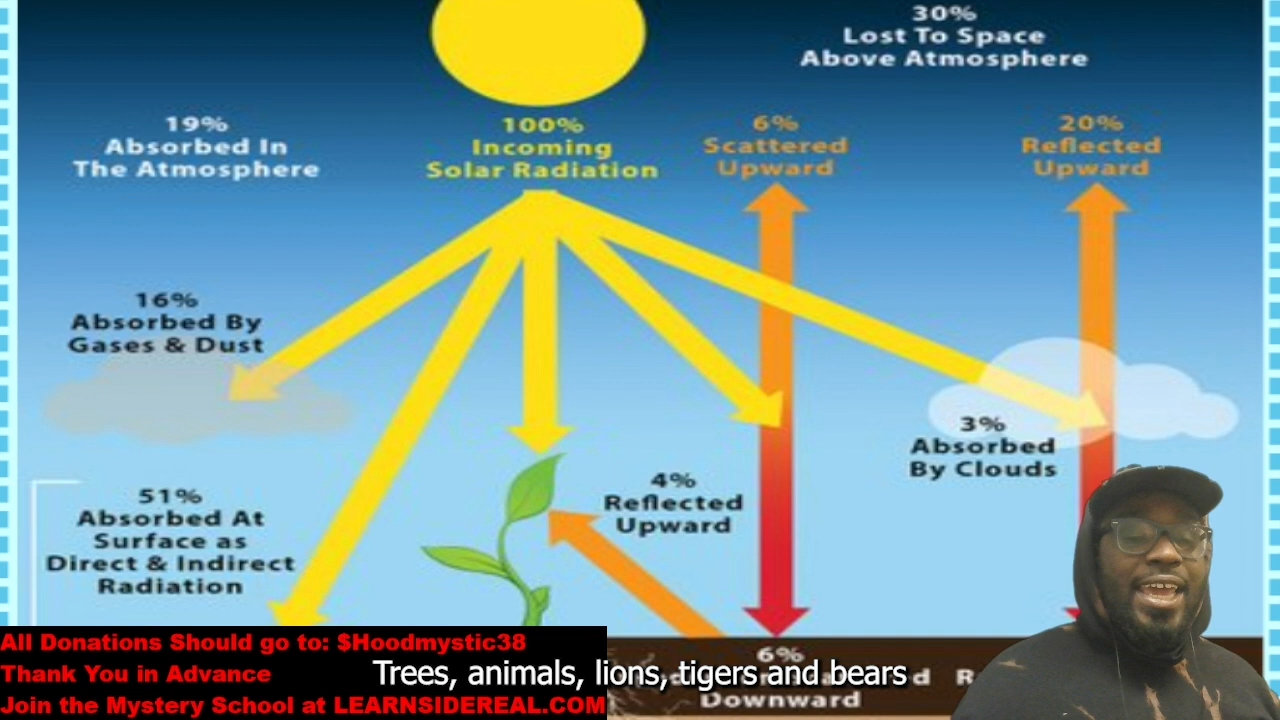 30%
Lost To Space
Above Atmosphere
19%
Absorbed In
The Atmosphere
100%
Incoming
Solar Radiation
6%
Scattered
Upward
20%
Reflected
Upward
16%
Absorbed By
Gases & Dust
3%
Absorbed
By Clouds
4%
Reflected
Upward
51%
Absorbed At
Surface as
Direct & Indirect
Radiation
6%
Downward
All Donations Should go to: $Hoodmystic38
Thank You in Advance
Join the Mystery School at LEARNSIDEREAL.COM
Trees, animals, lions, tigers and bears